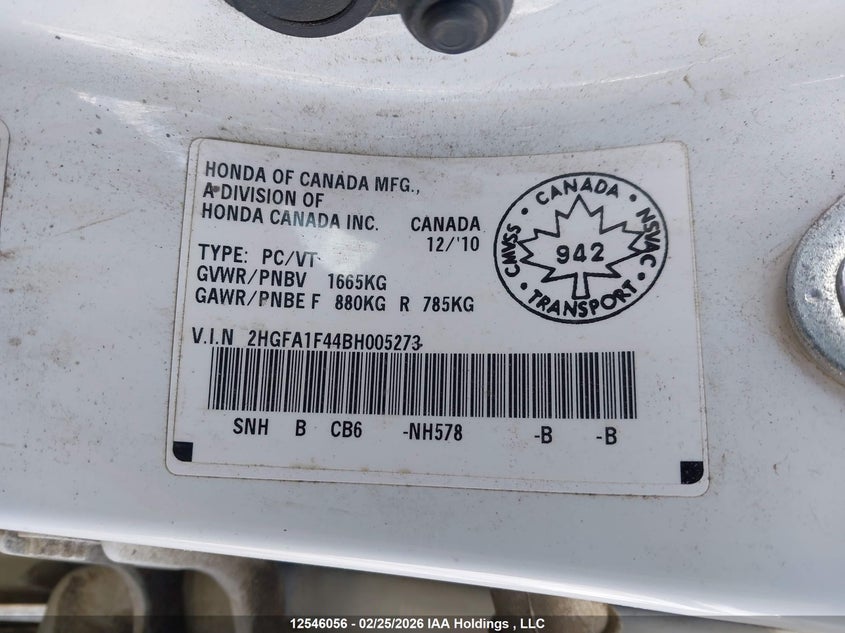 HONDA OF CANADA MFG.,
A DIVISION OF
HONDA CANADA INC. CANADA
12/'10
TYPE: PC/VT
GVWR/PNBV 1665KG
GAWR/PNBE F 880KG R 785KG
CANADA · NSVAC · TRANSPORT · CMVSS ·
942
V.I.N 2HGFA1F44BH005273
SNH B CB6 -NH578 -B -B
12546056 - 02/25/2026 IAA Holdings , LLC